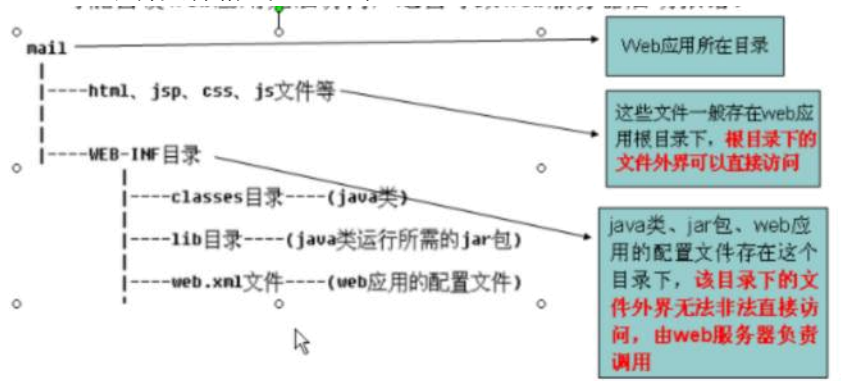 mail
Web应用所在目录
|----html、jsp、css、js文件等
这些文件一般存在web应
用根目录下，根目录下的
文件外界可以直接访问
|----WEB-INF目录
|----classes目录----(java类)
|----lib目录----(java类运行所需的jar包)
|----web.xml文件----(web应用的配置文件)
java类、jar包、web应
用的配置文件存在这个
目录下，该目录下的文
件外界无法非法直接访
问，由web服务器负责
调用